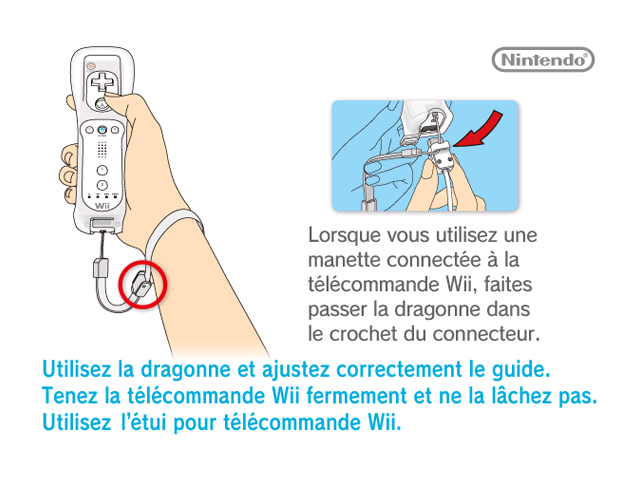 Nintendo®
Wii
Lorsque vous utilisez une
manette connectée à la
télécommande Wii, faites
passer la dragonne dans
le crochet du connecteur.
Utilisez la dragonne et ajustez correctement le guide.
Tenez la télécommande Wii fermement et ne la lâchez pas.
Utilisez l'étui pour télécommande Wii.